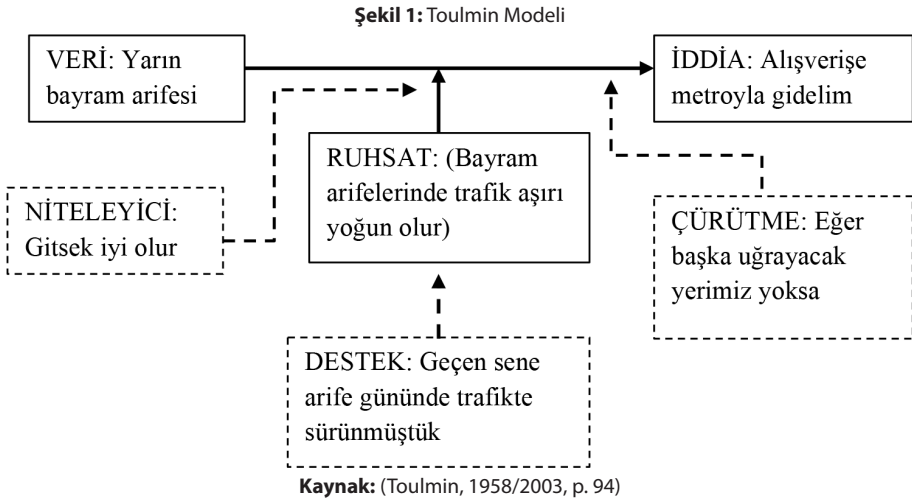 Şekil 1: Toulmin Modeli
VERİ: Yarın
bayram arifesi
İDDİA: Alışverişe
metroyla gidelim
RUHSAT: (Bayram
arifelerinde trafik aşırı
yoğun olur)
NİTELEYİCİ:
Gitsek iyi olur
ÇÜRÜTME: Eğer
başka uğrayacak
yerimiz yoksa
DESTEK: Geçen sene
arife gününde trafikte
sürünmüştük
Kaynak: (Toulmin, 1958/2003, p. 94)